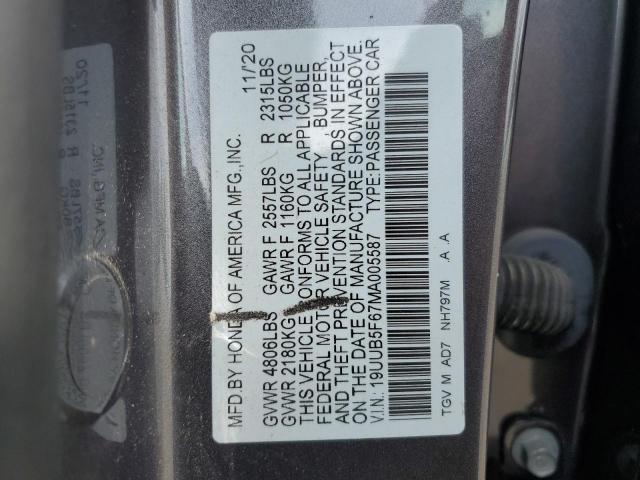 MFD.BY HONDA OF AMERICA MFG.,INC. 11/20
GVWR 4806LBS GAWR F 2557LBS R 2315LBS
GVWR 2180KG GAWR F 1160KG R 1050KG
THIS VEHICLE CONFORMS TO ALL APPLICABLE
FEDERAL MOTOR VEHICLE SAFETY , BUMPER,
AND THEFT PREVENTION STANDARDS IN EFFECT
ON THE DATE OF MANUFACTURE SHOWN ABOVE.
V.I.N.: 19UUB5F67MA005587 TYPE:PASSENGER CAR
TGV M AD7 NH797M .A .A